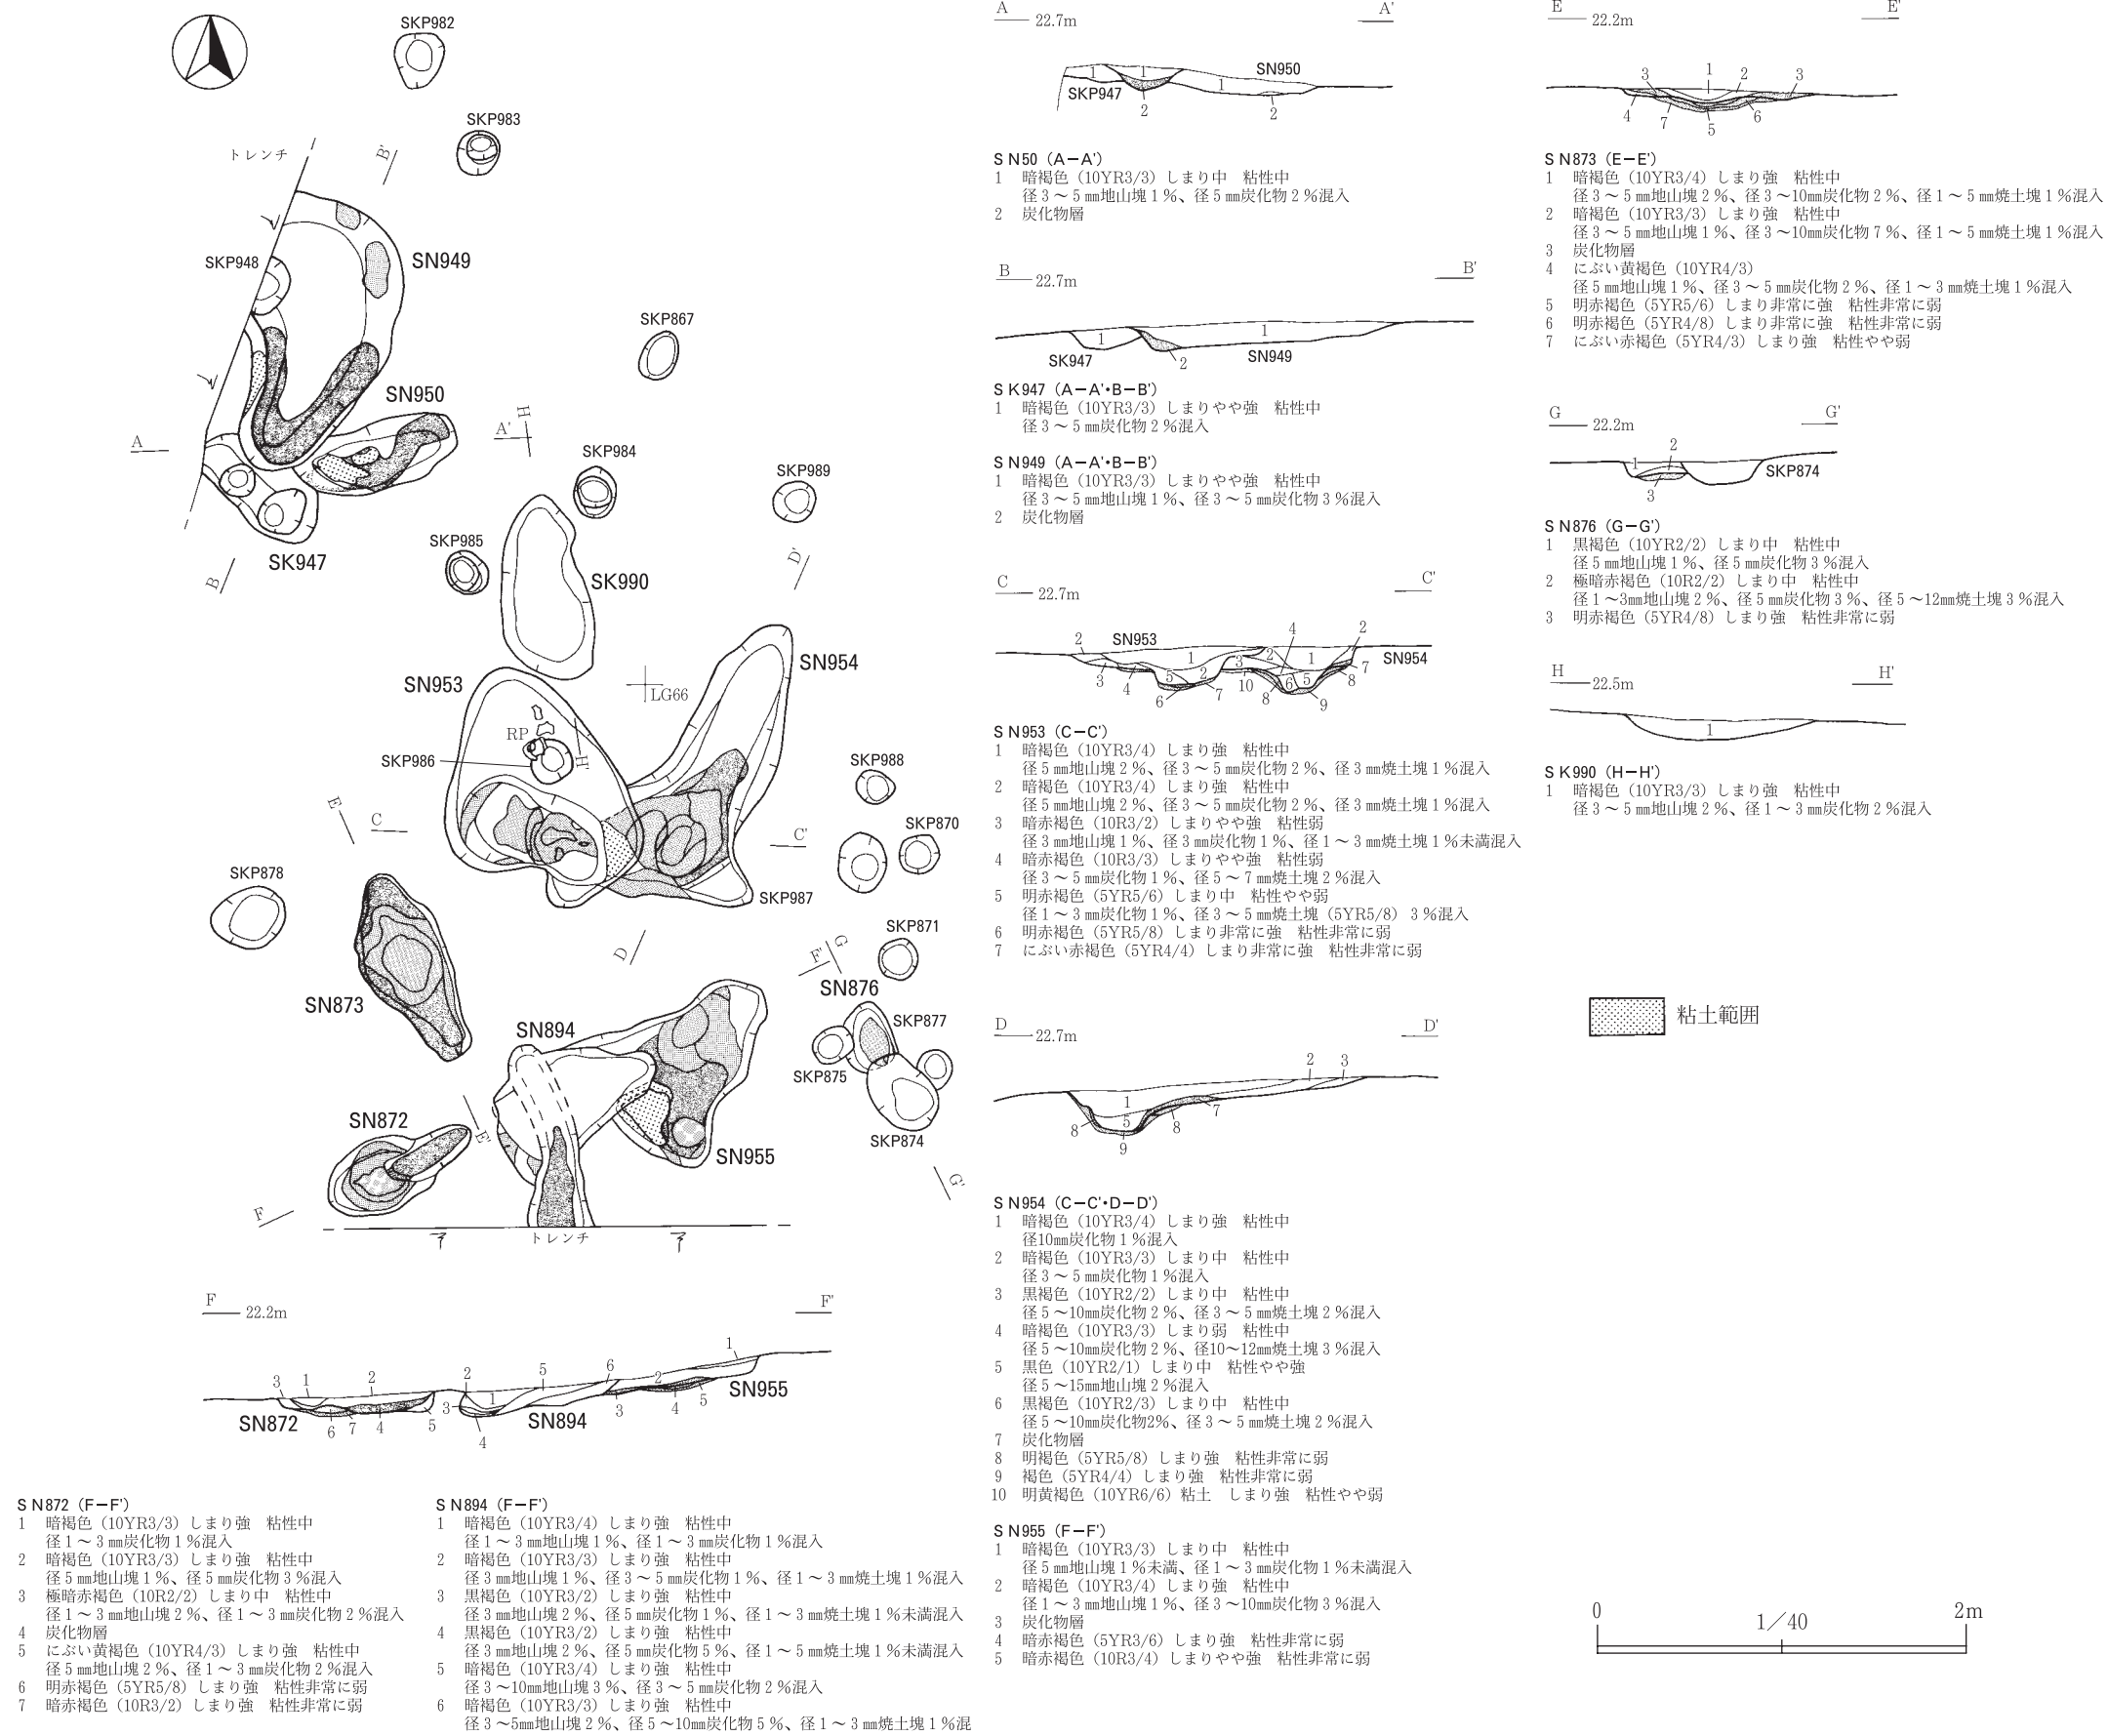 SKP982
SKP983
トレンチ
B'
SKP948
SN949
SKP867
SN950
A
A'
H
SKP984
SKP989
SK947
B
SKP985
SK990
D'
SN953
SN954
LG66
RP
SKP986
H'
SKP988
E
C
C'
SKP870
SKP878
SKP987
D
F'
G
SKP871
SN873
SN894
SN876
SKP877
SKP875
SN872
E'
SKP874
SN955
G'
F
トレンチ
F
22.2m
F'
3 1 2 2 5 6 1
SN872
6 7 4 5 3 4
SN894
3 2 4 5
SN955
S N872（F－F'）
1 暗褐色（10YR3/3）しまり強 粘性中
径1～3㎜炭化物1％混入
2 暗褐色（10YR3/3）しまり強 粘性中
径5㎜地山塊1％、径5㎜炭化物3％混入
3 極暗赤褐色（10R2/2）しまり中 粘性中
径1～3㎜地山塊2％、径1～3㎜炭化物2％混入
4 炭化物層
5 にぶい黄褐色（10YR4/3）しまり強 粘性中
径5㎜地山塊2％、径1～3㎜炭化物2％混入
6 明赤褐色（5YR5/8）しまり強 粘性非常に弱
7 暗赤褐色（10R3/2）しまり強 粘性非常に弱
S N894（F－F'）
1 暗褐色（10YR3/4）しまり強 粘性中
径1～3㎜地山塊1％、径1～3㎜炭化物1％混入
2 暗褐色（10YR3/3）しまり強 粘性中
径3㎜地山塊1％、径3～5㎜炭化物1％、径1～3㎜焼土塊1％混入
3 黒褐色（10YR3/2）しまり強 粘性中
径3㎜地山塊2％、径5㎜炭化物1％、径1～3㎜焼土塊1％未満混入
4 黒褐色（10YR3/2）しまり強 粘性中
径3㎜地山塊2％、径5㎜炭化物5％、径1～5㎜焼土塊1％未満混入
5 暗褐色（10YR3/4）しまり強 粘性中
径3～10㎜地山塊3％、径3～5㎜炭化物2％混入
6 暗褐色（10YR3/3）しまり強 粘性中
径3～5㎜地山塊2％、径5～10㎜炭化物5％、径1～3㎜焼土塊1％混
A
22.7m
A'
1 1 SN950
SKP947 1
2 2
S N50（A－A'）
1 暗褐色（10YR3/3）しまり中 粘性中
径3～5㎜地山塊1％、径5㎜炭化物2％混入
2 炭化物層
B
22.7m
B'
1 1
SK947 2 SN949
S K947（A－A'・B－B'）
1 暗褐色（10YR3/3）しまりやや強 粘性中
径3～5㎜炭化物2％混入
S N949（A－A'・B－B'）
1 暗褐色（10YR3/3）しまりやや強 粘性中
径3～5㎜地山塊1％、径3～5㎜炭化物3％混入
2 炭化物層
C
22.7m
C'
2 SN953 4 2
1 3 2 1 SN954
3 4 5 2 7 10 6 5 7 8
6 8 9
S N953（C－C'）
1 暗褐色（10YR3/4）しまり強 粘性中
径5㎜地山塊2％、径3～5㎜炭化物2％、径3㎜焼土塊1％混入
2 暗褐色（10YR3/4）しまり強 粘性中
径5㎜地山塊2％、径3～5㎜炭化物2％、径3㎜焼土塊1％混入
3 暗赤褐色（10R3/2）しまりやや強 粘性弱
径3㎜地山塊1％、径3㎜炭化物1％、径1～3㎜焼土塊1％未満混入
4 暗赤褐色（10R3/3）しまりやや強 粘性弱
径3～5㎜炭化物1％、径5～7㎜焼土塊2％混入
5 明赤褐色（5YR5/6）しまり中 粘性やや弱
径1～3㎜炭化物1％、径3～5㎜焼土塊（5YR5/8）3％混入
6 明赤褐色（5YR5/8）しまり非常に強 粘性非常に弱
7 にぶい赤褐色（5YR4/4）しまり非常に強 粘性非常に弱
D
22.7m
D'
2 3
1
8 5 8 7
9
S N954（C－C'・D－D'）
1 暗褐色（10YR3/4）しまり強 粘性中
径10㎜炭化物1％混入
2 暗褐色（10YR3/3）しまり中 粘性中
径3～5㎜炭化物1％混入
3 黒褐色（10YR2/2）しまり中 粘性中
径5～10㎜炭化物2％、径3～5㎜焼土塊2％混入
4 暗褐色（10YR3/3）しまり弱 粘性中
径5～10㎜炭化物2％、径10～12㎜焼土塊3％混入
5 黒色（10YR2/1）しまり中 粘性やや強
径5～15㎜地山塊2％混入
6 黒褐色（10YR2/3）しまり中 粘性中
径5～10㎜炭化物2%、径3～5㎜焼土塊2％混入
7 炭化物層
8 明褐色（5YR5/8）しまり強 粘性非常に弱
9 褐色（5YR4/4）しまり強 粘性非常に弱
10 明黄褐色（10YR6/6）粘土 しまり強 粘性やや弱
S N955（F－F'）
1 暗褐色（10YR3/3）しまり中 粘性中
径5㎜地山塊1％未満、径1～3㎜炭化物1％未満混入
2 暗褐色（10YR3/4）しまり強 粘性中
径1～3㎜地山塊1％、径3～10㎜炭化物3％混入
3 炭化物層
4 暗赤褐色（5YR3/6）しまり強 粘性非常に弱
5 暗赤褐色（10R3/4）しまりやや強 粘性非常に弱
E
22.2m
E'
3 1 2 3
4 7 5 6
S N873（E－E'）
1 暗褐色（10YR3/4）しまり強 粘性中
径3～5㎜地山塊2％、径3～10㎜炭化物2％、径1～5㎜焼土塊1％混入
2 暗褐色（10YR3/3）しまり強 粘性中
径3～5㎜地山塊1％、径3～10㎜炭化物7％、径1～5㎜焼土塊1％混入
3 炭化物層
4 にぶい黄褐色（10YR4/3）
径5㎜地山塊1％、径3～5㎜炭化物2％、径1～3㎜焼土塊1％混入
5 明赤褐色（5YR5/6）しまり非常に強 粘性非常に弱
6 明赤褐色（5YR4/8）しまり非常に強 粘性非常に弱
7 にぶい赤褐色（5YR4/3）しまり強 粘性やや弱
G
22.2m
G'
2
1 SKP874
3
S N876（G－G'）
1 黒褐色（10YR2/2）しまり中 粘性中
径5㎜地山塊1％、径5㎜炭化物3％混入
2 極暗赤褐色（10R2/2）しまり中 粘性中
径1～3㎜地山塊2％、径5㎜炭化物3％、径5～12㎜焼土塊3％混入
3 明赤褐色（5YR4/8）しまり強 粘性非常に弱
H
22.5m
H'
1
S K990（H－H'）
1 暗褐色（10YR3/3）しまり強 粘性中
径3～5㎜地山塊2％、径1～3㎜炭化物2％混入
粘土範囲
0 1／40 2m